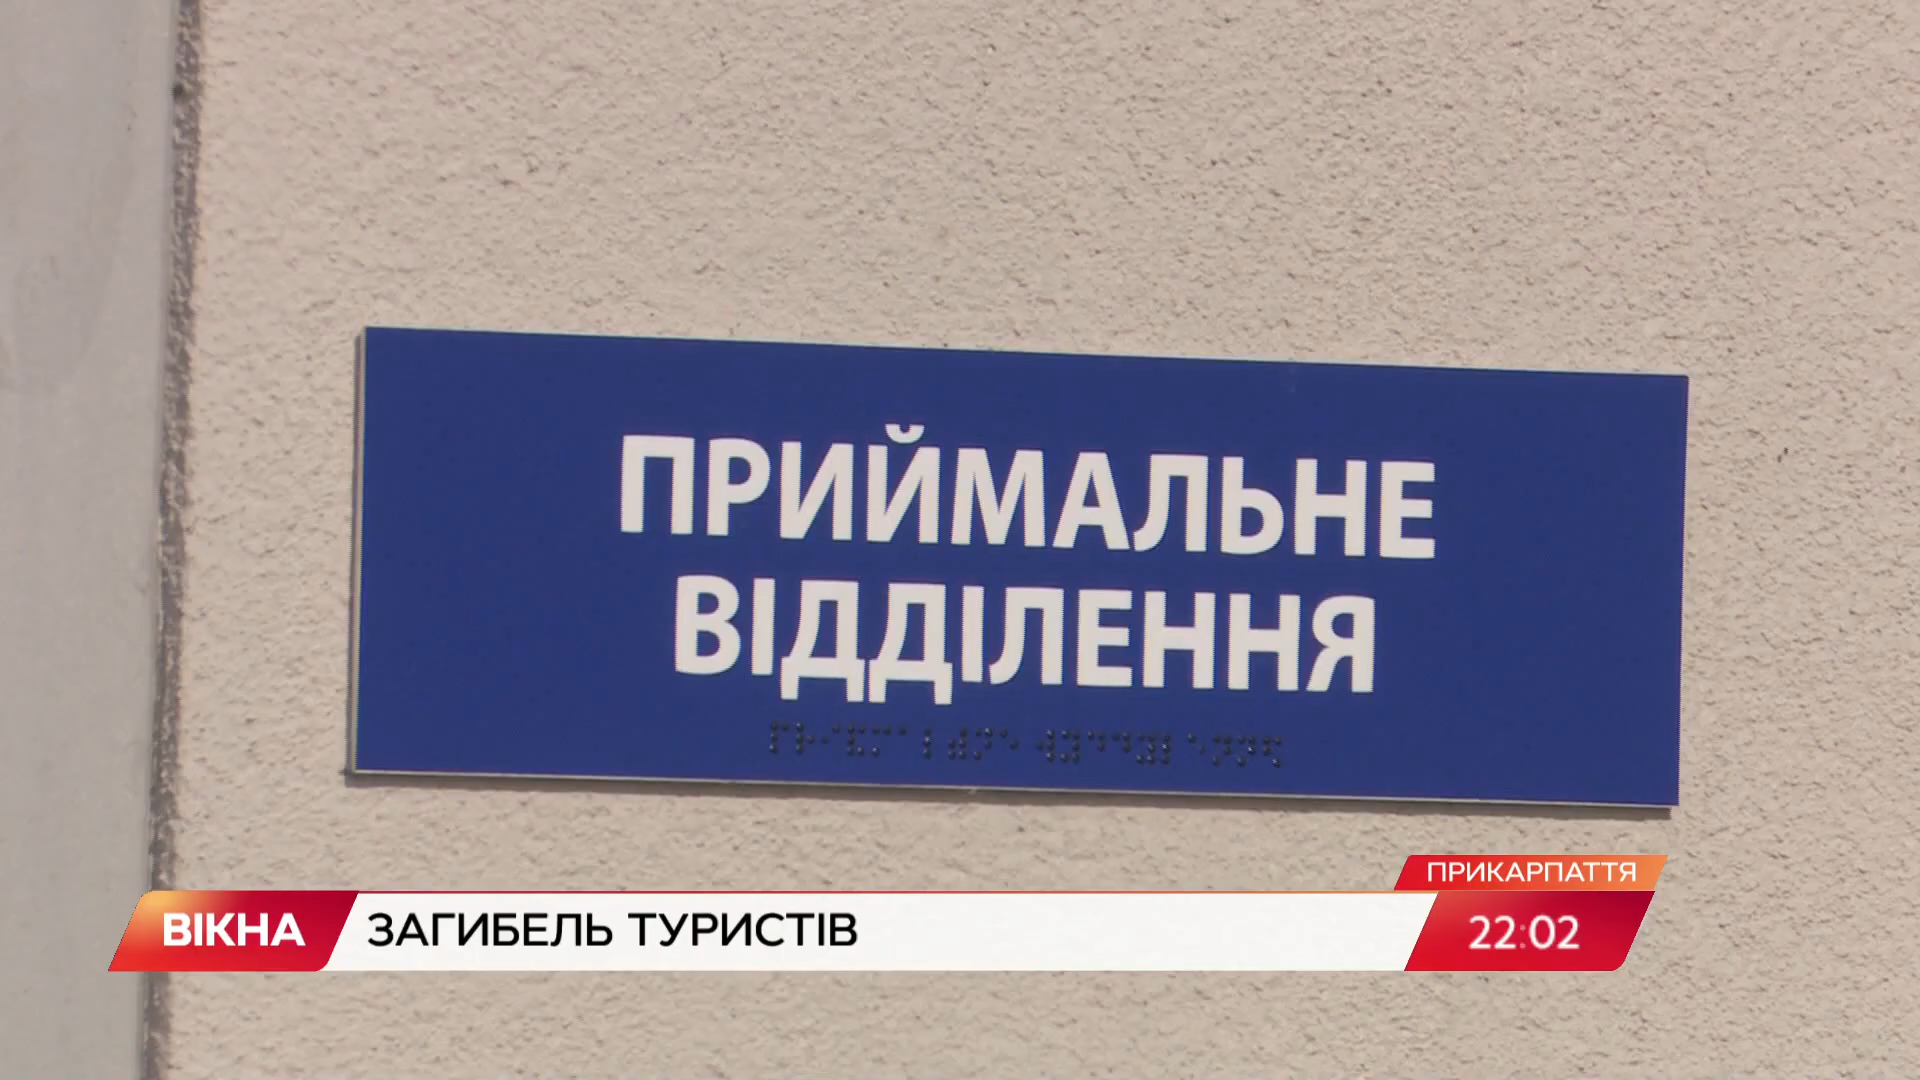 ПРИЙМАЛЬНЕ
ВІДДІЛЕННЯ
ПРИКАРПАТТЯ
ВІКНА ЗАГИБЕЛЬ ТУРИСТІВ 22:02